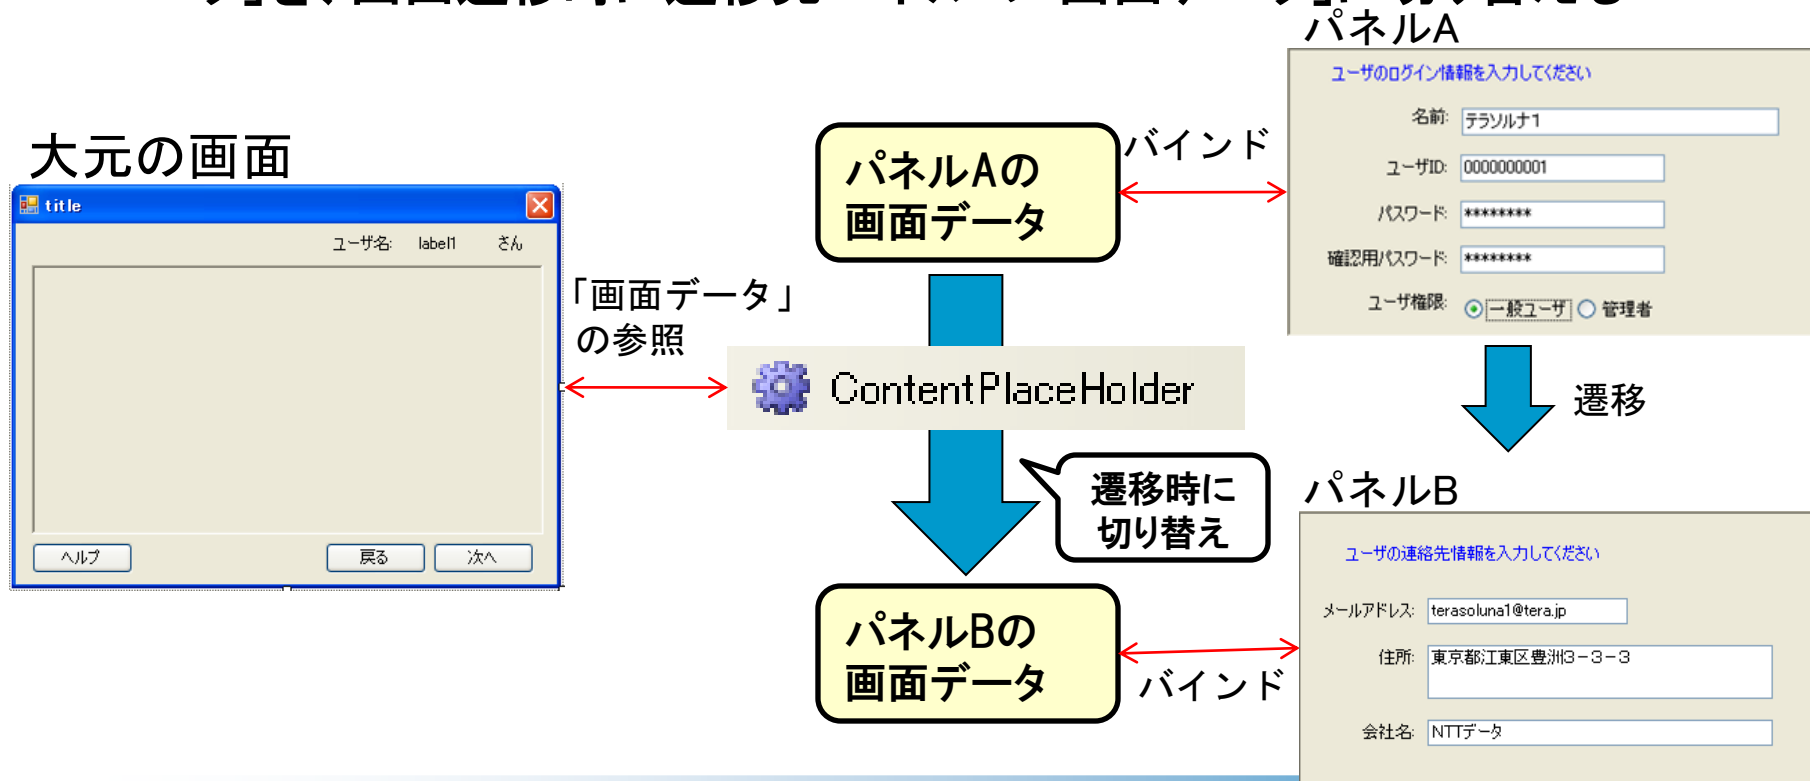 パネルA
ユーザのログイン情報を入力してください
名前: テラソルナ1
ユーザID: 0000000001
パスワード: ********
確認用パスワード: ********
ユーザ権限: 一般ユーザ 管理者
大元の画面
title
ユーザ名: label1 さん
ヘルプ 戻る 次へ
「画面データ」
の参照
パネルAの
画面データ
バインド
ContentPlaceHolder
遷移時に
切り替え
遷移
パネルBの
画面データ
バインド
パネルB
ユーザの連絡先情報を入力してください
メールアドレス: terasoluna1@tera.jp
住所: 東京都江東区豊洲3-3-3
会社名: NTTデータ